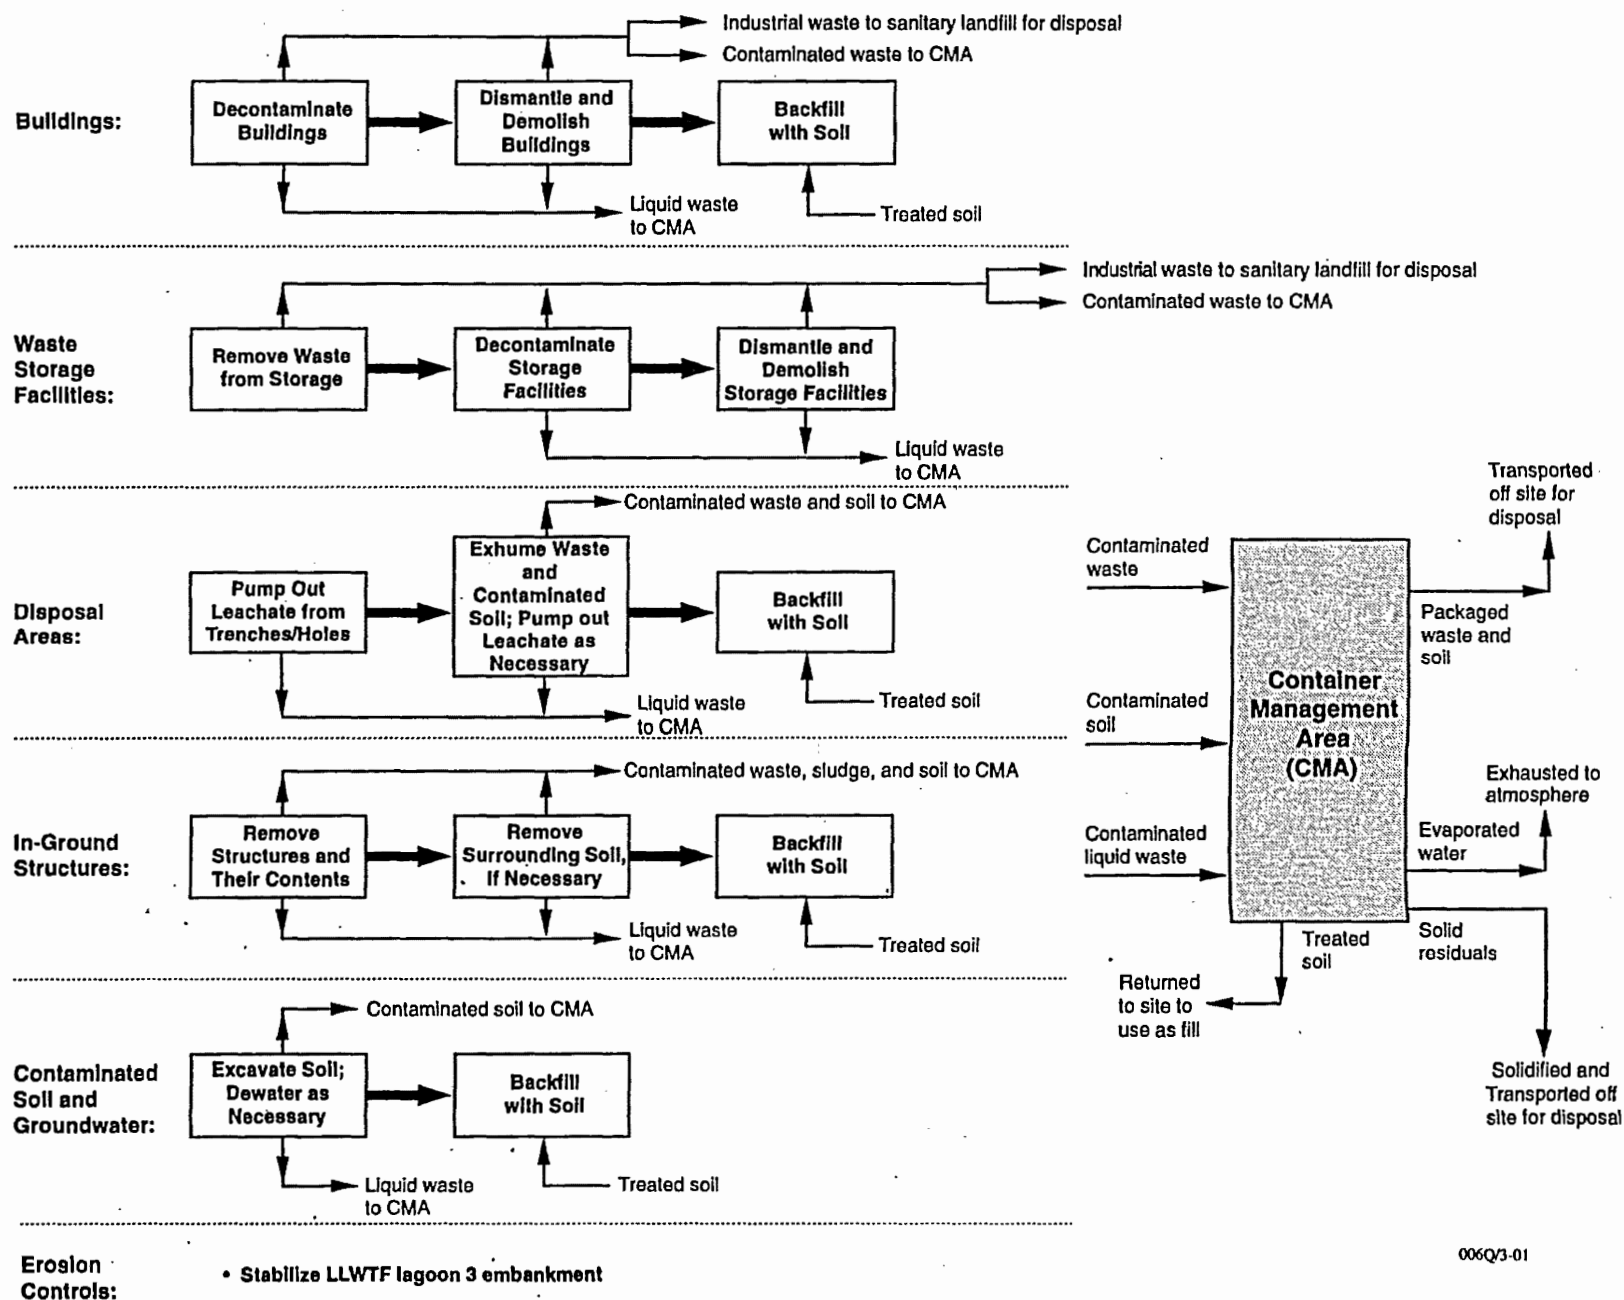 Industrial waste to sanitary landfill for disposal
Contaminated waste to CMA
Buildings:
Decontaminate
Buildings
Dismantle and
Demolish
Buildings
Backfill
with Soil
Liquid waste
to CMA
Treated soil
Industrial waste to sanitary landfill for disposal
Contaminated waste to CMA
Waste
Storage
Facilities:
Remove Waste
from Storage
Decontaminate
Storage
Facilities
Dismantle and
Demolish
Storage Facilities
Liquid waste
to CMA
Contaminated waste and soil to CMA
Disposal
Areas:
Pump Out
Leachate from
Trenches/Holes
Exhume Waste
and
Contaminated
Soil; Pump out
Leachate as
Necessary
Backfill
with Soil
Liquid waste
to CMA
Treated soil
Contaminated waste, sludge, and soil to CMA
In-Ground
Structures:
Remove
Structures and
Their Contents
Remove
Surrounding Soil,
If Necessary
Backfill
with Soil
Liquid waste
to CMA
Treated soil
Contaminated soil to CMA
Contaminated
Soil and
Groundwater:
Excavate Soil;
Dewater as
Necessary
Backfill
with Soil
Liquid waste
to CMA
Treated soil
Erosion
Controls:
• Stabilize LLWTF lagoon 3 embankment
Contaminated
waste
Contaminated
soil
Contaminated
liquid waste
Container
Management
Area
(CMA)
Transported
off site for
disposal
Packaged
waste and
soil
Exhausted to
atmosphere
Evaporated
water
Solid
residuals
Treated
soil
Returned
to site to
use as fill
Solidified and
Transported off
site for disposal
006Q/3-01